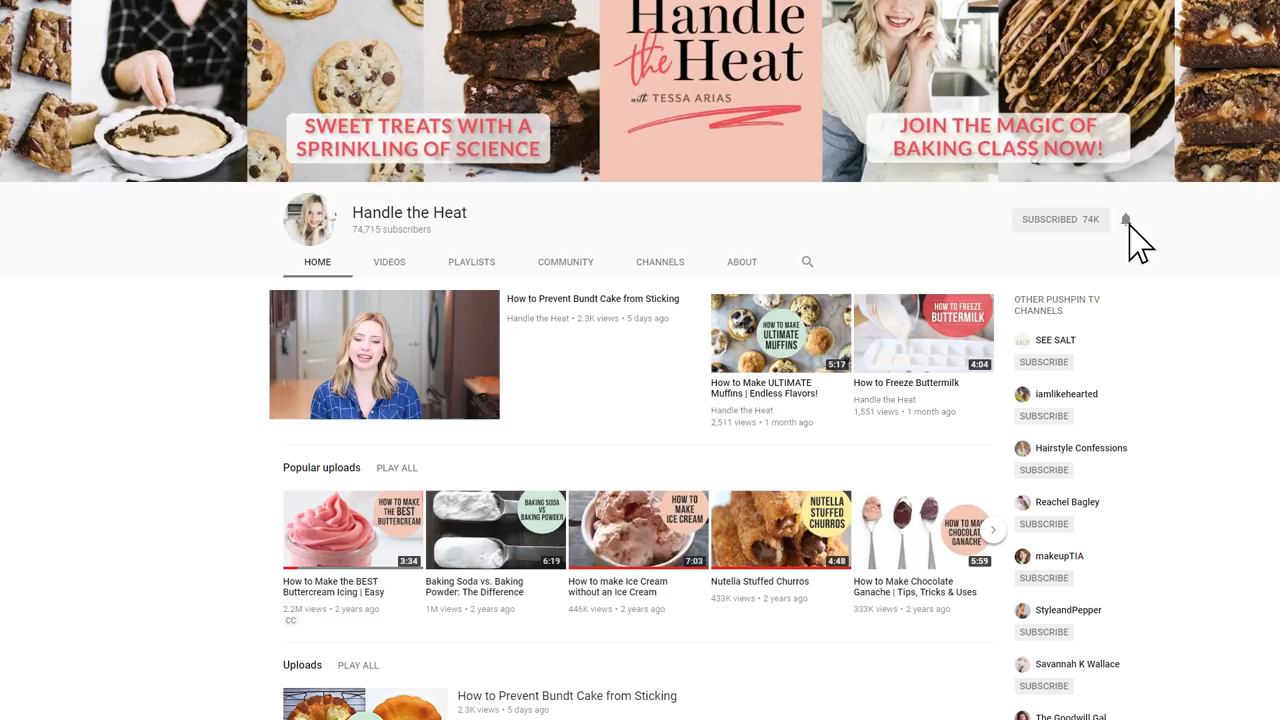 Handle
the Heat
with TESSA ARIAS
SWEET TREATS WITH A
SPRINKLING OF SCIENCE
JOIN THE MAGIC OF
BAKING CLASS NOW!
Handle the Heat
74,715 subscribers
SUBSCRIBED 74K
HOME VIDEOS PLAYLISTS COMMUNITY CHANNELS ABOUT
How to Prevent Bundt Cake from Sticking
Handle the Heat • 2.3K views • 5 days ago
HOW TO MAKE
ULTIMATE
MUFFINS
5:17
How to Make ULTIMATE
Muffins | Endless Flavors!
Handle the Heat
2,511 views • 1 month ago
HOW TO FREEZE
BUTTERMILK
4:04
How to Freeze Buttermilk
Handle the Heat
1,551 views • 1 month ago
Popular uploads PLAY ALL
HOW TO MAKE
THE BEST
BUTTERCREAM
3:34
How to Make the BEST
Buttercream Icing | Easy
2.2M views • 2 years ago
CC
BAKING SODA
VS
BAKING POWDER
6:19
Baking Soda vs. Baking
Powder: The Difference
1M views • 2 years ago
HOW TO
MAKE
ICE CREAM
7:03
How to make Ice Cream
without an Ice Cream
446K views • 2 years ago
NUTELLA
STUFFED
CHURROS
4:48
Nutella Stuffed Churros
433K views • 2 years ago
HOW TO MAK
CHOCOLAT
GANACHE
5:59
How to Make Chocolate
Ganache | Tips, Tricks & Uses
333K views • 2 years ago
Uploads PLAY ALL
How to Prevent Bundt Cake from Sticking
2.3K views • 5 days ago
OTHER PUSHPIN TV
CHANNELS
SEE SALT
SUBSCRIBE
iamlikehearted
SUBSCRIBE
Hairstyle Confessions
SUBSCRIBE
Reachel Bagley
SUBSCRIBE
makeupTIA
SUBSCRIBE
StyleandPepper
SUBSCRIBE
Savannah K Wallace
SUBSCRIBE
The Goodwill Gal